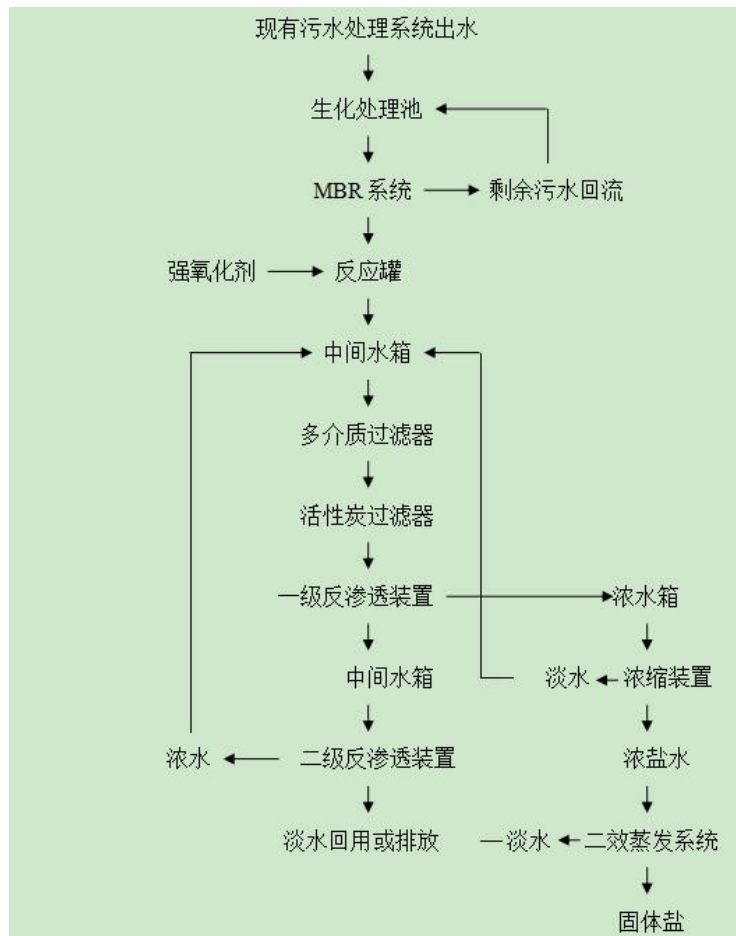 现有污水处理系统出水
生化处理池
MBR 系统
剩余污水回流
强氧化剂
反应罐
中间水箱
多介质过滤器
活性炭过滤器
一级反渗透装置
浓水箱
中间水箱
淡水
浓缩装置
浓水
二级反渗透装置
浓盐水
淡水回用或排放
淡水
二效蒸发系统
固体盐